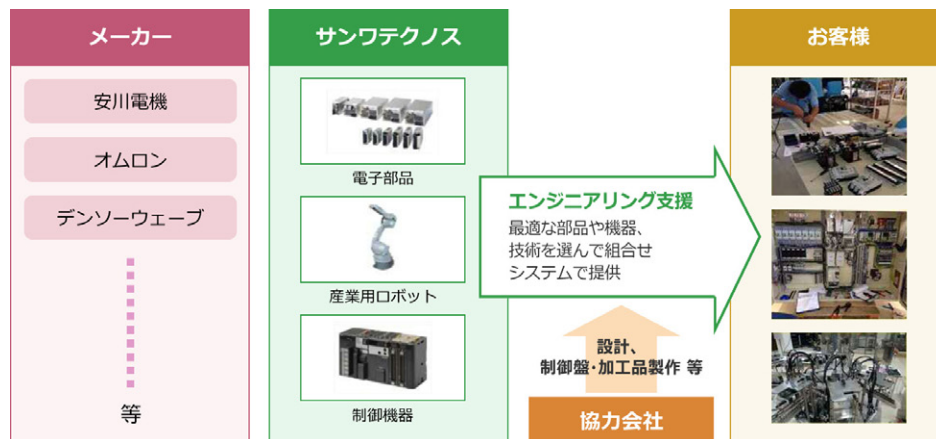 メーカー
安川電機
オムロン
デンソーウェーブ
等
サンワテクノス
電子部品
産業用ロボット
制御機器
エンジニアリング支援
最適な部品や機器、
技術を選んで組合せ
システムで提供
設計、
制御盤・加工品製作 等
協力会社
お客様